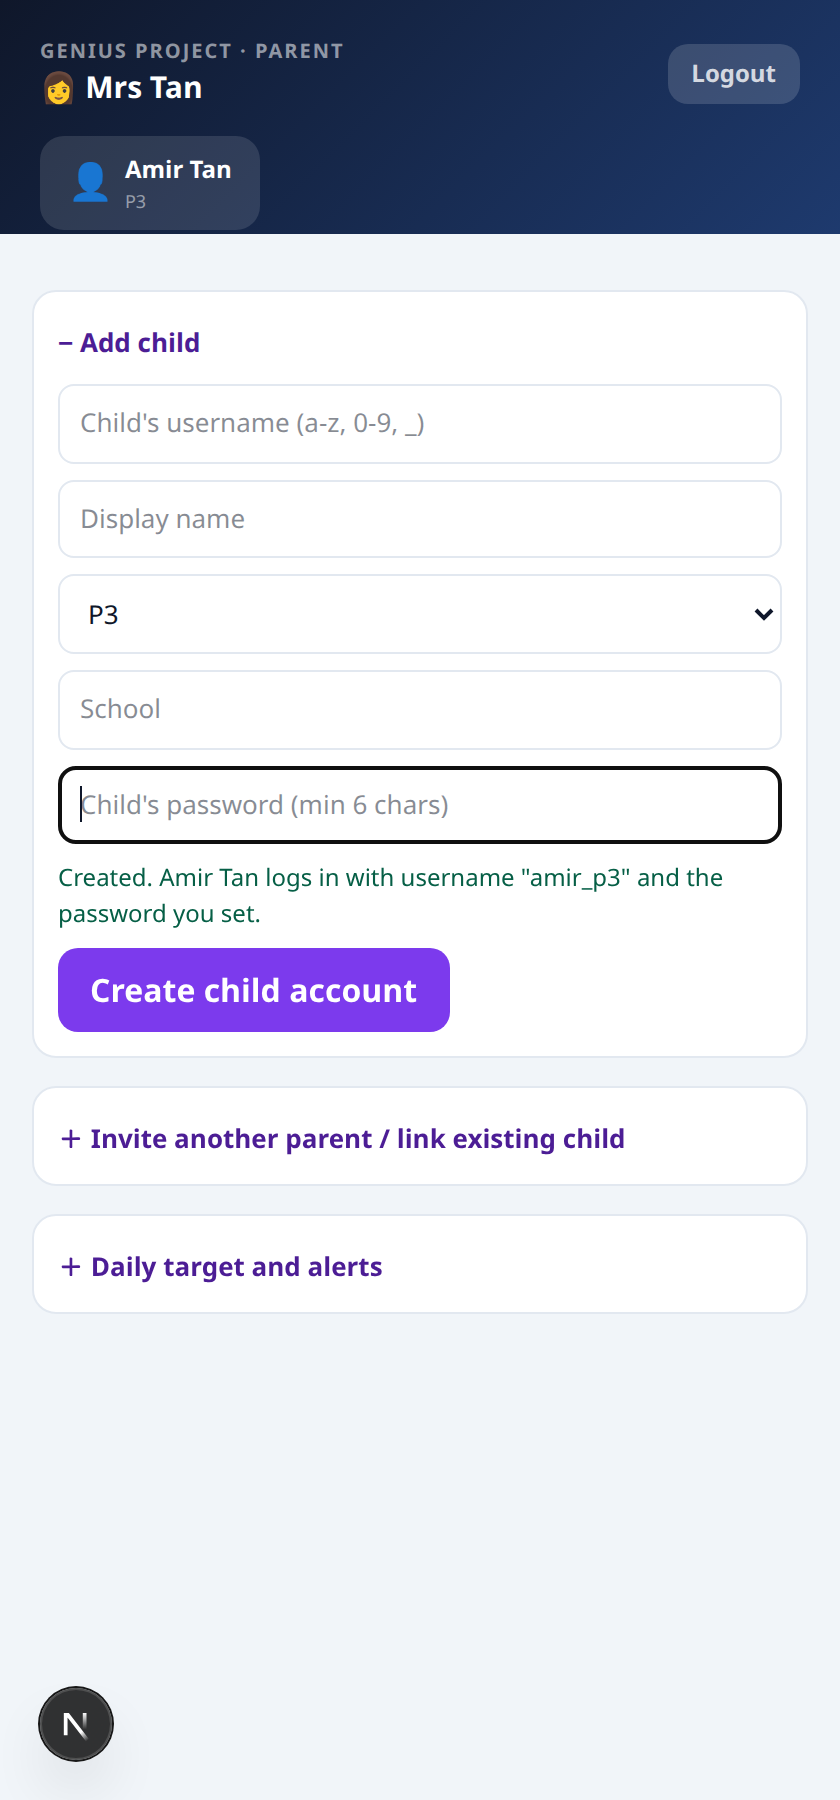 GENIUS PROJECT · PARENT
👩 Mrs Tan
Logout
Amir Tan
P3
− Add child
Child's username (a-z, 0-9, _)
Display name
P3
School
Child's password (min 6 chars)
Created. Amir Tan logs in with username "amir_p3" and the
password you set.
Create child account
+ Invite another parent / link existing child
+ Daily target and alerts
N